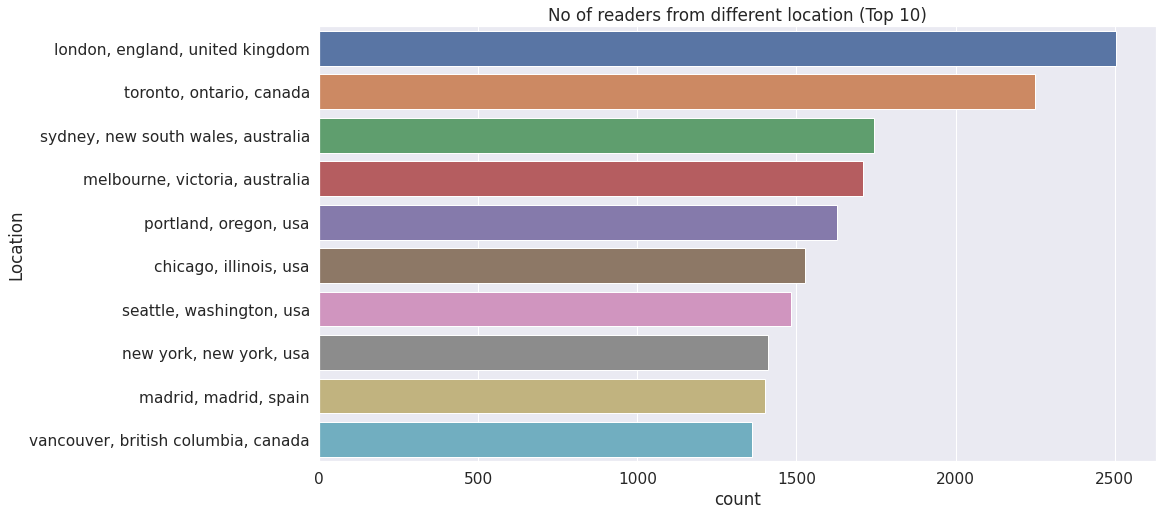 No of readers from different location (Top 10)
Location
london, england, united kingdom
toronto, ontario, canada
sydney, new south wales, australia
melbourne, victoria, australia
portland, oregon, usa
chicago, illinois, usa
seattle, washington, usa
new york, new york, usa
madrid, madrid, spain
vancouver, british columbia, canada
0 500 1000 1500 2000 2500
count